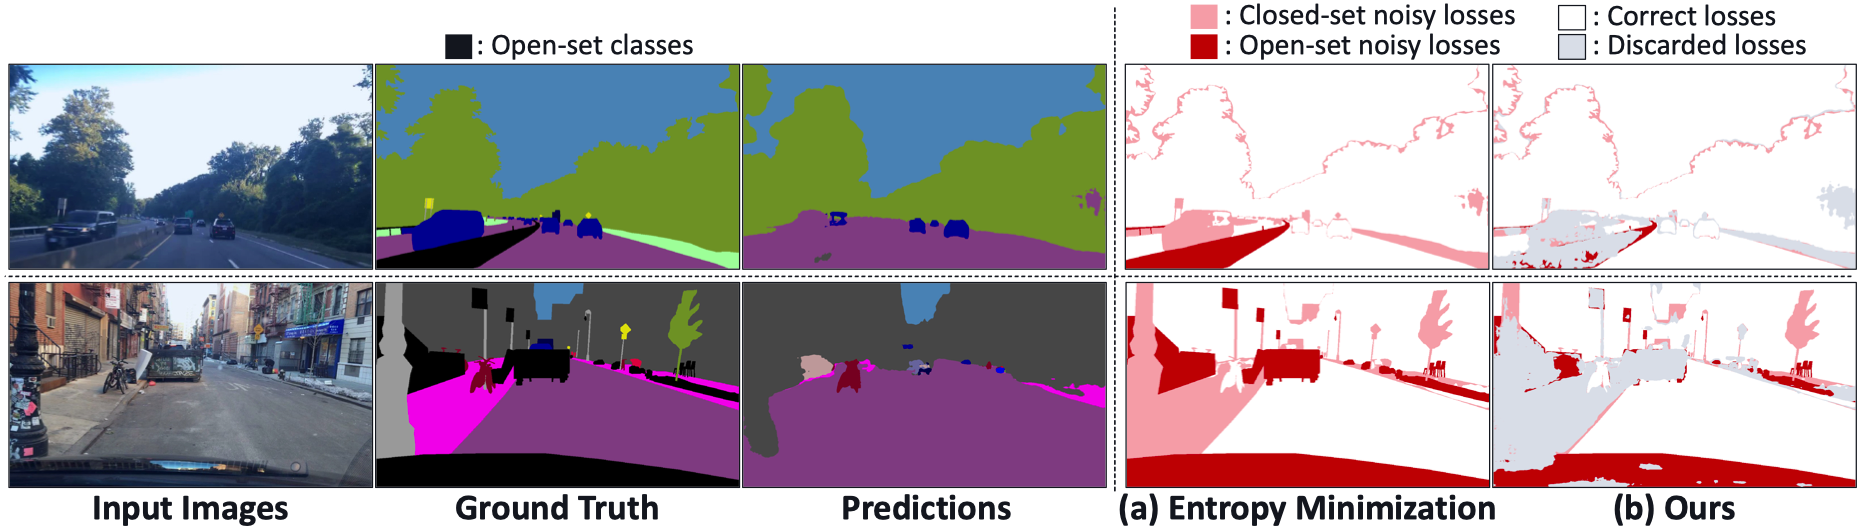 : Open-set classes
: Closed-set noisy losses
: Correct losses
: Open-set noisy losses
: Discarded losses
Input Images
Ground Truth
Predictions
(a) Entropy Minimization
(b) Ours